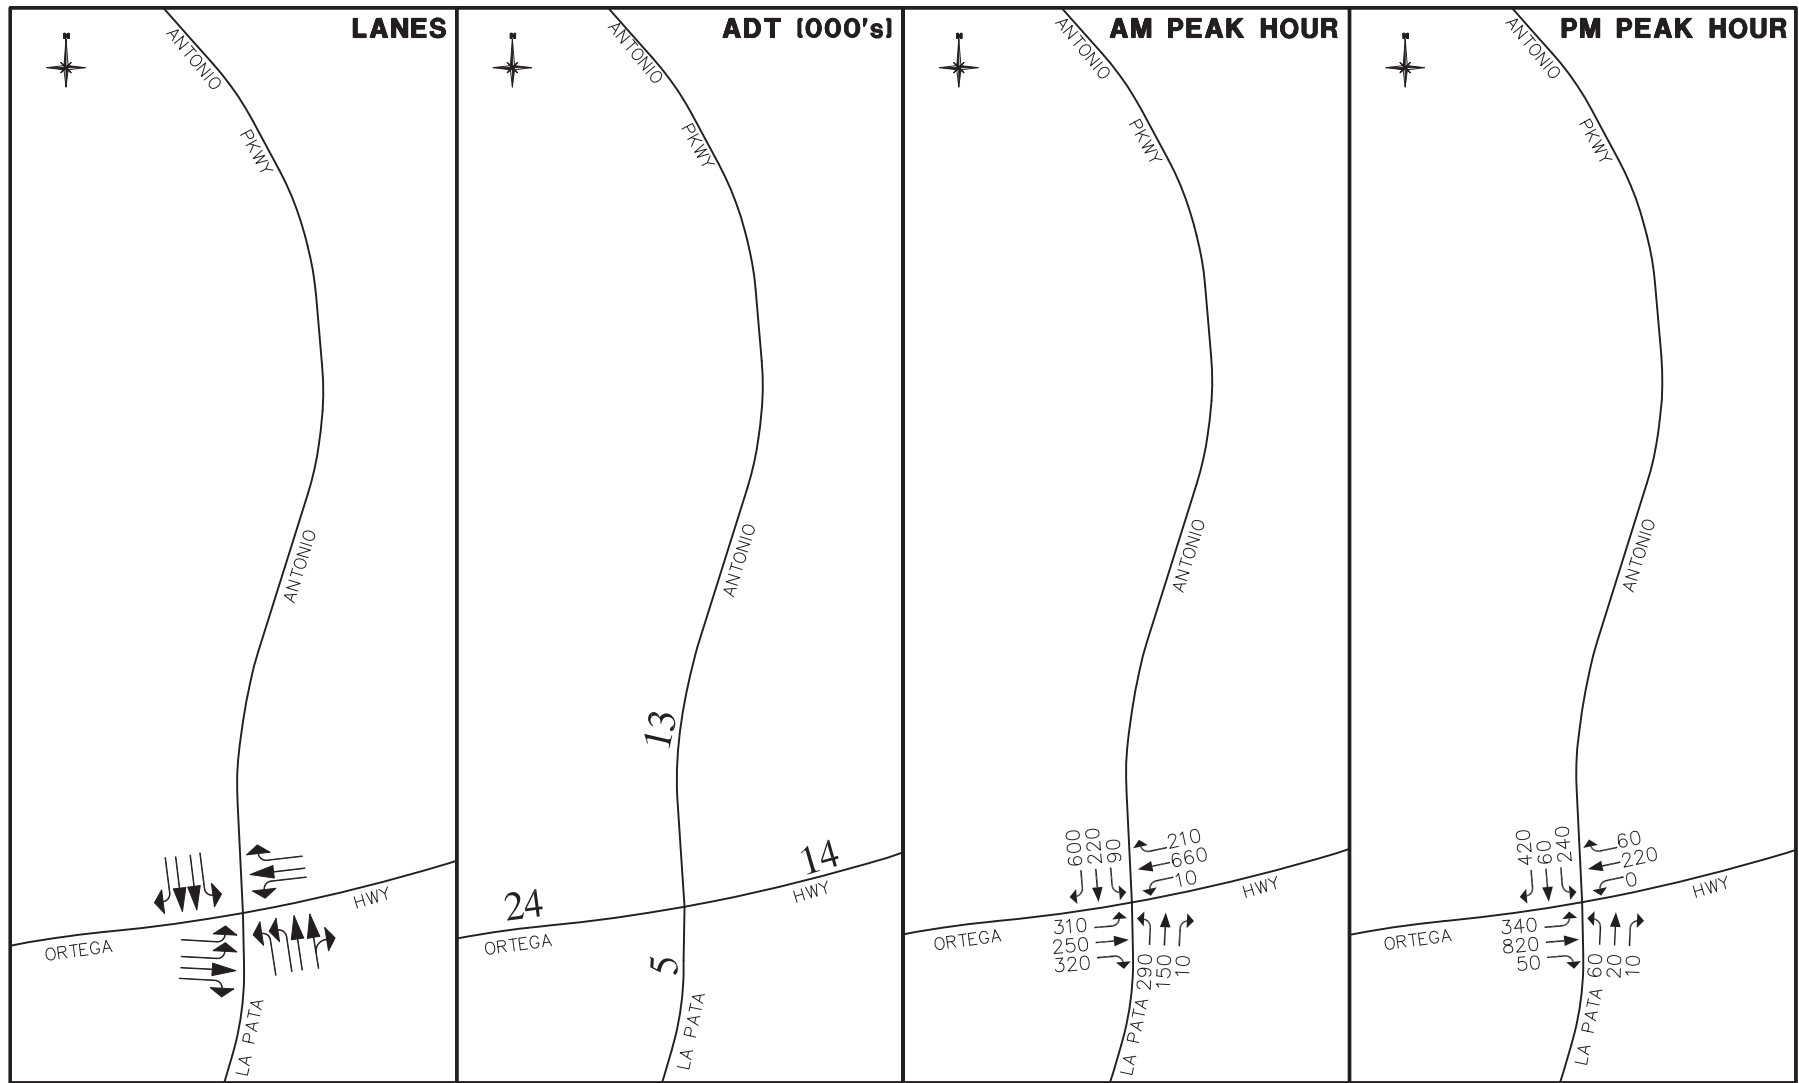 LANES
N
ANTONIO
PKWY
ANTONIO
HWY
ORTEGA
LA PATA
ADT (000's)
N
ANTONIO
PKWY
ANTONIO
13
14
24
HWY
ORTEGA
5
LA PATA
AM PEAK HOUR
N
ANTONIO
PKWY
ANTONIO
600
220
90
210
660
10
HWY
ORTEGA
310
250
320
290
150
10
LA PATA
PM PEAK HOUR
N
ANTONIO
PKWY
ANTONIO
420
60
240
60
220
0
HWY
ORTEGA
340
820
50
60
20
10
LA PATA